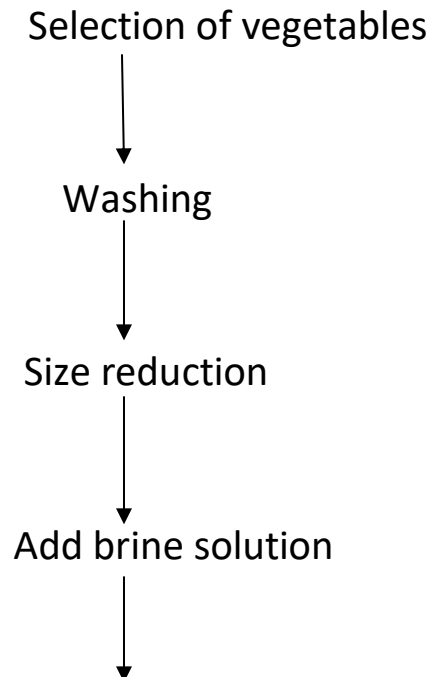 Selection of vegetables
Washing
Size reduction
Add brine solution